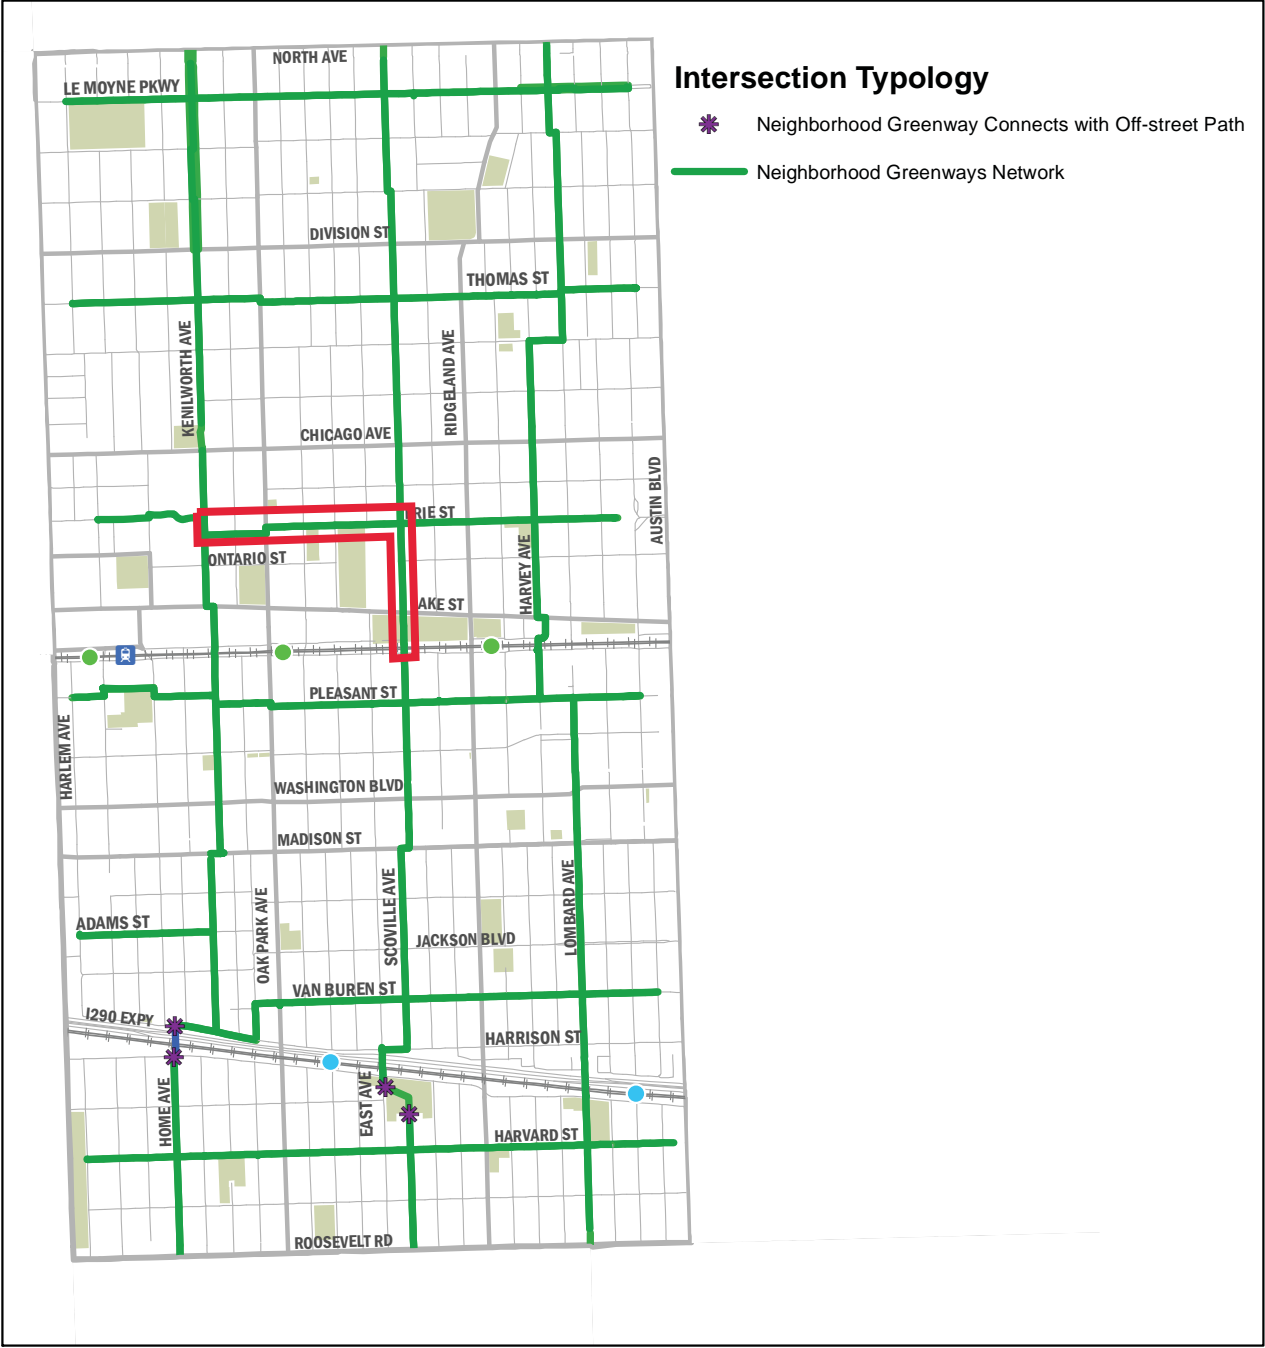 NORTH AVE
Intersection Typology
LE MOYNE PKWY
Neighborhood Greenway Connects with Off-street Path
Neighborhood Greenways Network
DIVISION ST
THOMAS ST
KENILWORTH AVE
RIDGELAND AVE
CHICAGO AVE
AUSTIN BLVD
RIE ST
ONTARIO ST
HARVEY AVE
AKE ST
PLEASANT ST
HARLEM AVE
WASHINGTON BLVD
MADISON ST
ADAMS ST
OAK PARK AVE
SCOVILLE AVE
LOMBARD AVE
JACKSON BLVD
VAN BUREN ST
I290 EXPY
HARRISON ST
HOME AVE
EAST AVE
HARVARD ST
ROOSEVELT RD